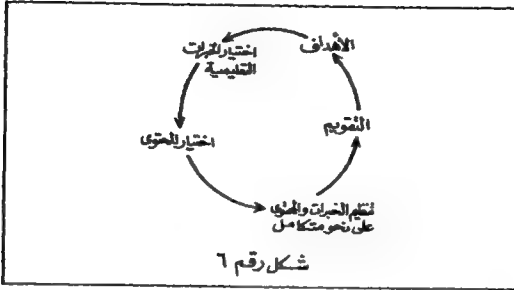 الأهداف
اختيار الخبرات
التعليمية
اختيار المحتوى
تنظيم الخبرات والمحتوى
على نحو متكامل
التقويم
شكل رقم ٦